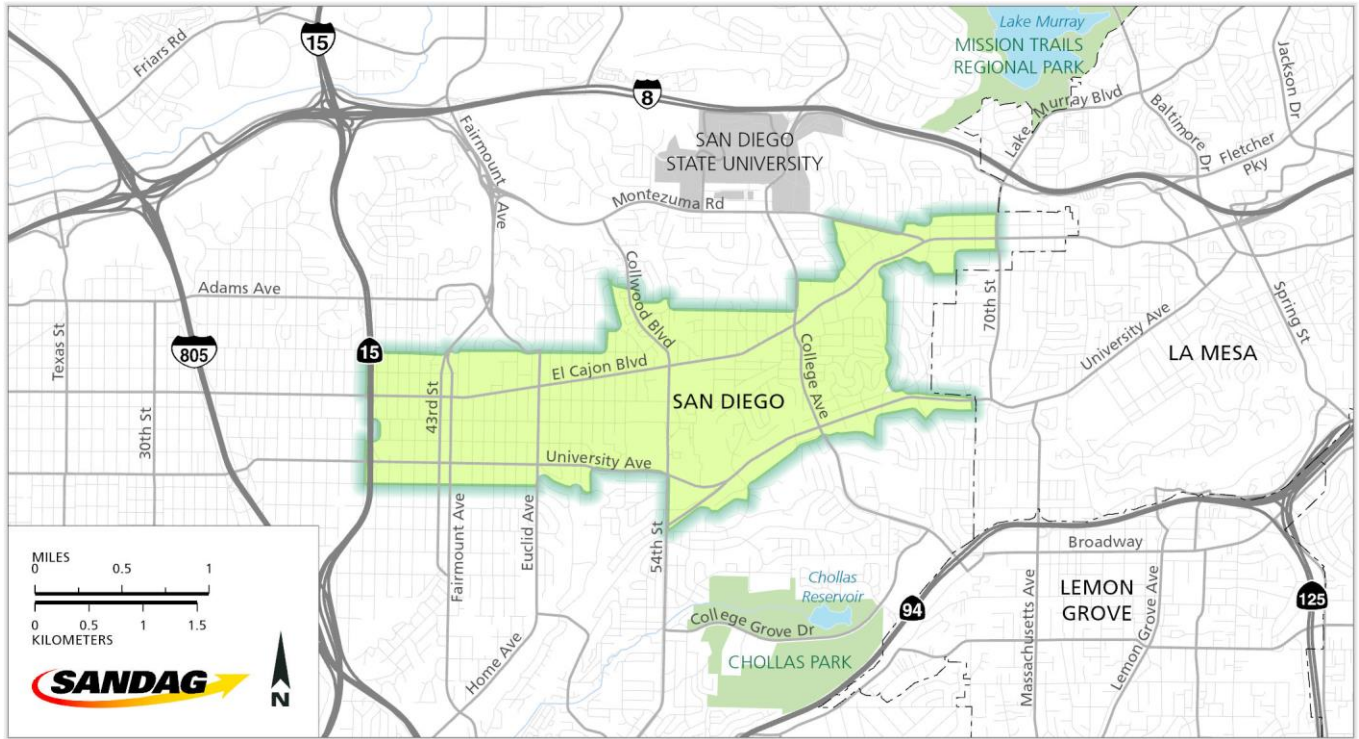 Lake Murray
MISSION TRAILS
REGIONAL PARK
15
Friars Rd
8
Jackson Dr
Lake Murray Blvd
Baltimore Dr
Fletcher
Pky
Fairmount
Ave
SAN DIEGO
STATE UNIVERSITY
Montezuma Rd
Collwood Blvd
Adams Ave
Texas St
805
15
30th St
43rd St
El Cajon Blvd
SAN DIEGO
College Ave
70th St
University Ave
Spring St
LA MESA
University Ave
Fairmount Ave
Euclid Ave
54th St
Home Ave
Chollas
Reservoir
College Grove Dr
CHOLLAS PARK
94
Broadway
Massachusetts Ave
LEMON
GROVE
Lemon Grove Ave
125
MILES
0 0.5 1
0 0.5 1 1.5
KILOMETERS
SANDAG
N